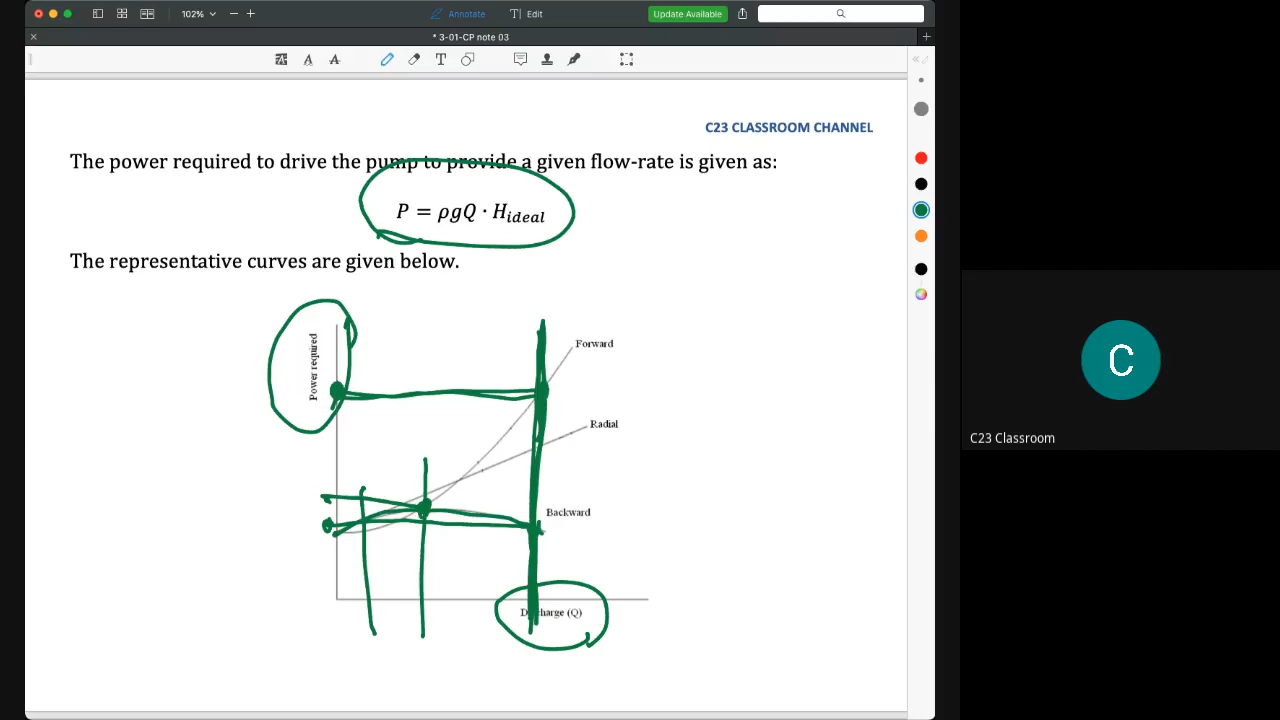 102%
Annotate
T Edit
Update Available
* 3-01-CP note 03
C23 CLASSROOM CHANNEL
The power required to drive the pump to provide a given flow-rate is given as:
P = ρgQ · H_ideal
The representative curves are given below.
Power required
Forward
Radial
Backward
Discharge (Q)
C
C23 Classroom